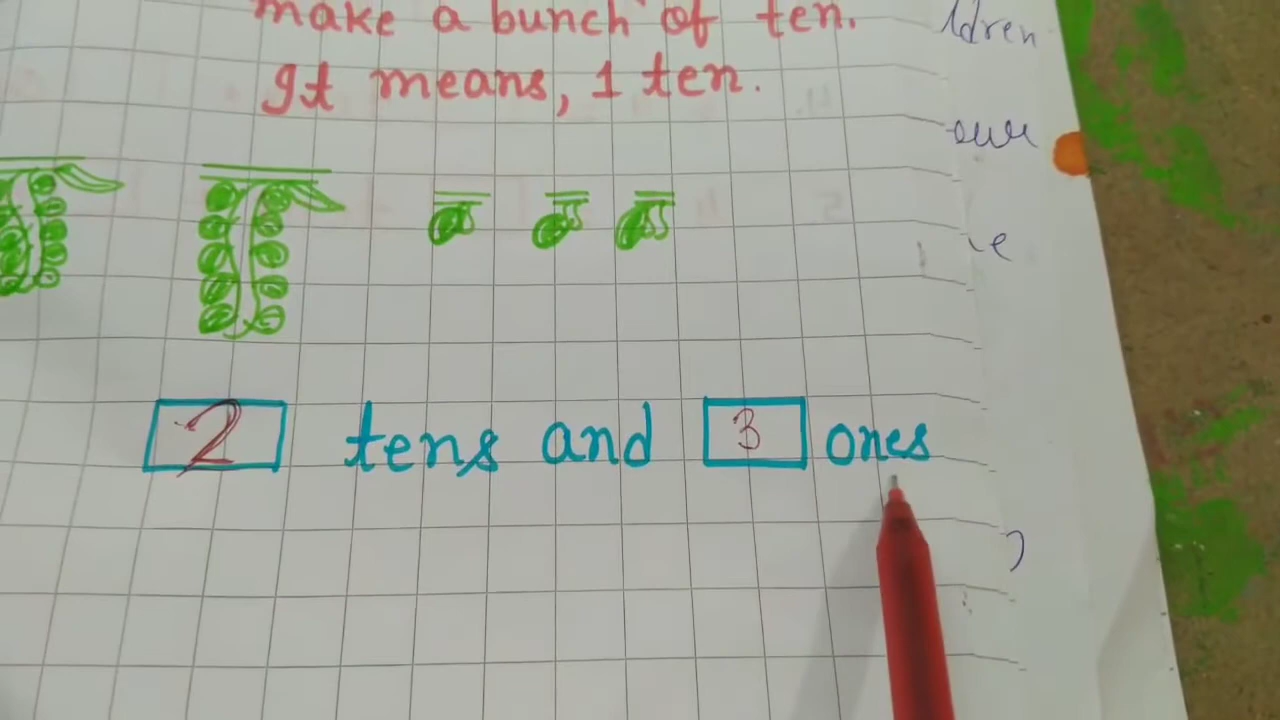 make a bunch of ten.
It means, 1 ten.
2 tens and 3 ones